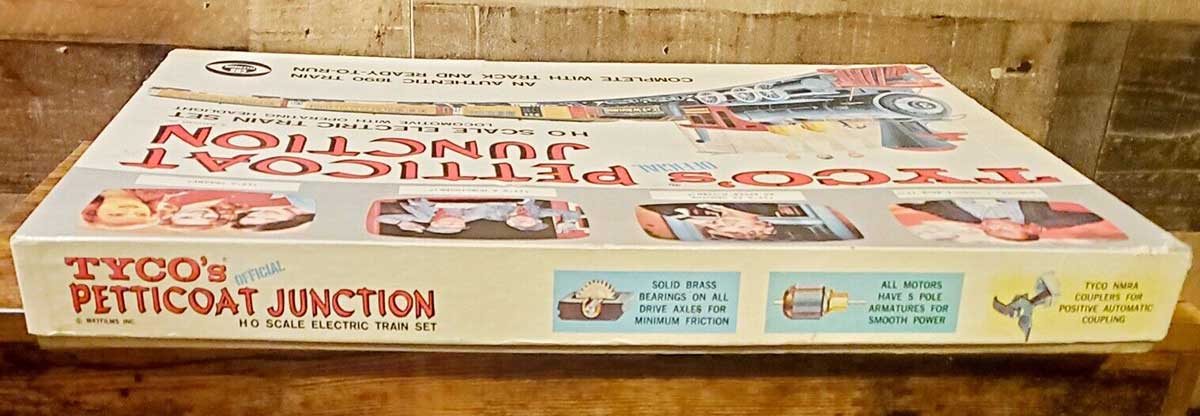 COMPLETE WITH TRACK AND READY-TO-RUN
AN AUTHENTIC 1890 TRAIN
LOCOMOTIVE WITH OPERATING HEADLIGHT
HO SCALE ELECTRIC TRAIN SET
TYCO's OFFICIAL PETTICOAT
JUNCTION
TYCO's OFFICIAL
PETTICOAT JUNCTION
HO SCALE ELECTRIC TRAIN SET
SOLID BRASS
BEARINGS ON ALL
DRIVE AXLES FOR
MINIMUM FRICTION
ALL MOTORS
HAVE 5 POLE
ARMATURES FOR
SMOOTH POWER
TYCO NMRA
COUPLERS FOR
POSITIVE AUTOMATIC
COUPLING